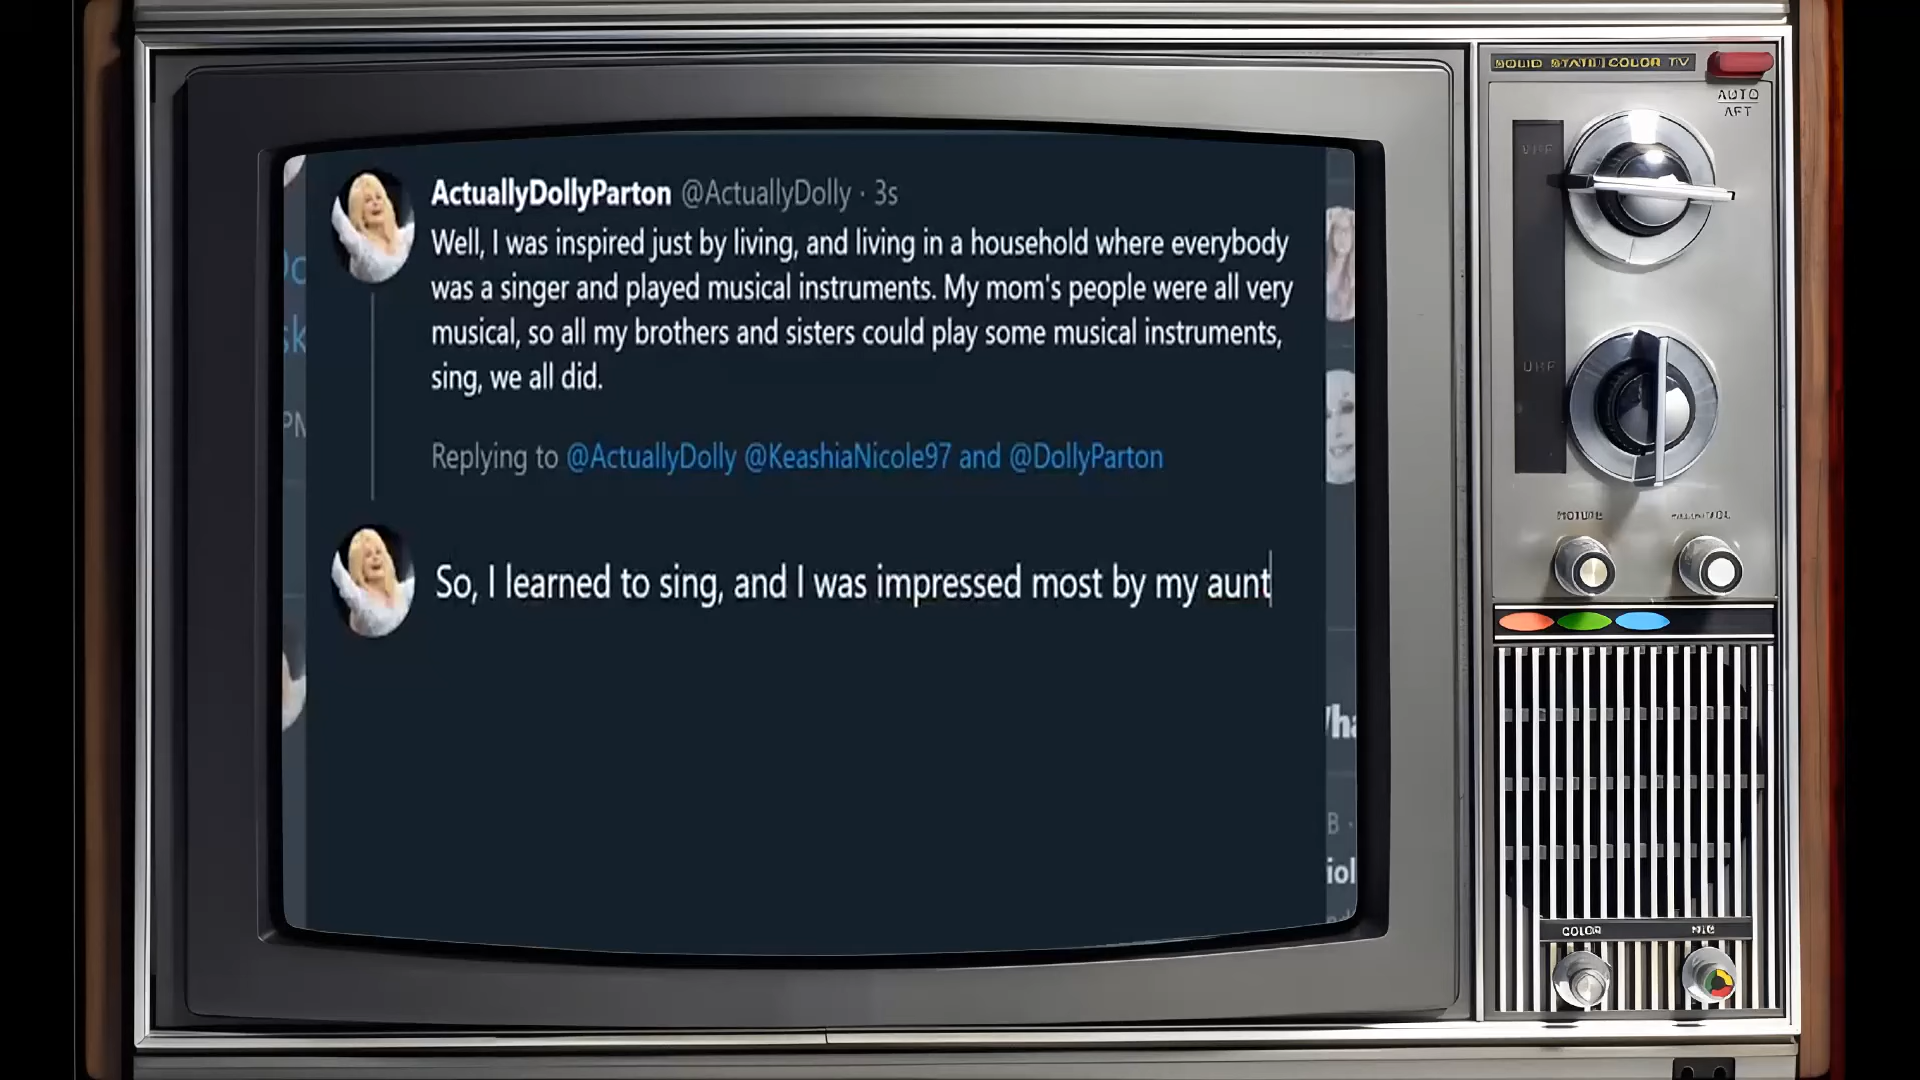 SOLID STATE COLOR TV
AUTO
AFT
ActuallyDollyParton @ActuallyDolly · 3s
Well, I was inspired just by living, and living in a household where everybody
was a singer and played musical instruments. My mom's people were all very
musical, so all my brothers and sisters could play some musical instruments,
sing, we all did.
Replying to @ActuallyDolly @KeashiaNicole97 and @DollyParton
So, I learned to sing, and I was impressed most by my aunt
COLOR